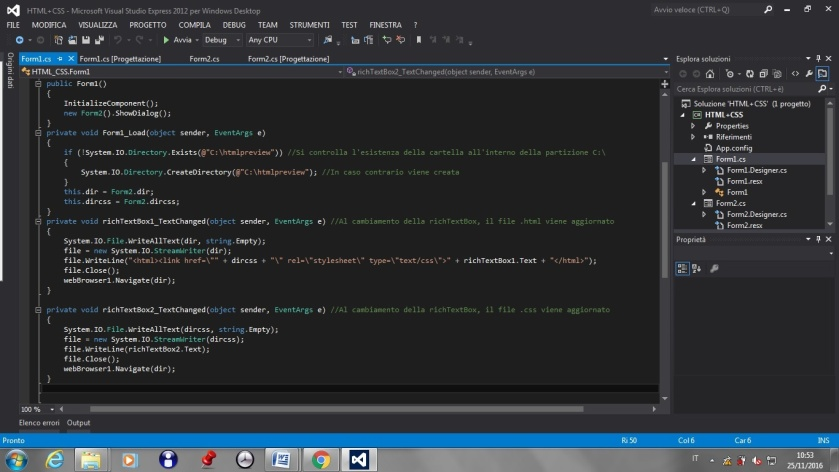 HTML+CSS - Microsoft Visual Studio Express 2012 per Windows Desktop
Avvio veloce (CTRL+Q)
FILE MODIFICA VISUALIZZA PROGETTO COMPILA DEBUG TEAM STRUMENTI TEST FINESTRA ?
Avvia Debug Any CPU
Origini dati
Form1.cs Form1.cs [Progettazione] Form2.cs Form2.cs [Progettazione]
HTML_CSS.Form1 richTextBox2_TextChanged(object sender, EventArgs e)
public Form1()
{
InitializeComponent();
new Form2().ShowDialog();
}
private void Form1_Load(object sender, EventArgs e)
{
if (!System.IO.Directory.Exists(@"C:\htmlpreview")) //Si controlla l'esistenza della cartella all'interno della partizione C:\
{
System.IO.Directory.CreateDirectory(@"C:\htmlpreview"); //In caso contrario viene creata
}
this.dir = Form2.dir;
this.dircss = Form2.dircss;
}
private void richTextBox1_TextChanged(object sender, EventArgs e) //Al cambiamento della richTextBox, il file .html viene aggiornato
{
System.IO.File.WriteAllText(dir, string.Empty);
file = new System.IO.StreamWriter(dir);
file.WriteLine("<html><link href=\"" + dircss + "\" rel=\"stylesheet\" type=\"text/css\">" + richTextBox1.Text + "</html>");
file.Close();
webBrowser1.Navigate(dir);
}
private void richTextBox2_TextChanged(object sender, EventArgs e) //Al cambiamento della richTextBox, il file .css viene aggiornato
{
System.IO.File.WriteAllText(dircss, string.Empty);
file = new System.IO.StreamWriter(dircss);
file.WriteLine(richTextBox2.Text);
file.Close();
webBrowser1.Navigate(dir);
}
100 %
Esplora soluzioni
Cerca Esplora soluzioni (CTRL+è)
Soluzione 'HTML+CSS' (1 progetto)
HTML+CSS
Properties
Riferimenti
App.config
Form1.cs
Form1.Designer.cs
Form1.resx
Form1
Form2.cs
Form2.Designer.cs
Form2.resx
Proprietà
Elenco errori Output
Pronto Ri 50 Col 6 Car 6 INS
IT 10:53
25/11/2016